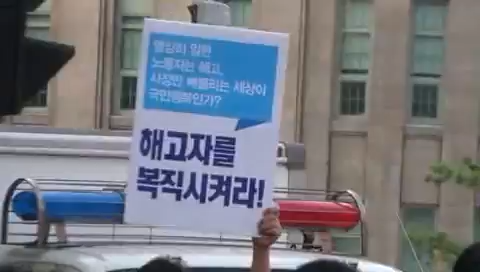 열심히 일한
노동자는 해고,
사장만 배불리는 세상이
국민행복인가?
해고자를
복직시켜라!